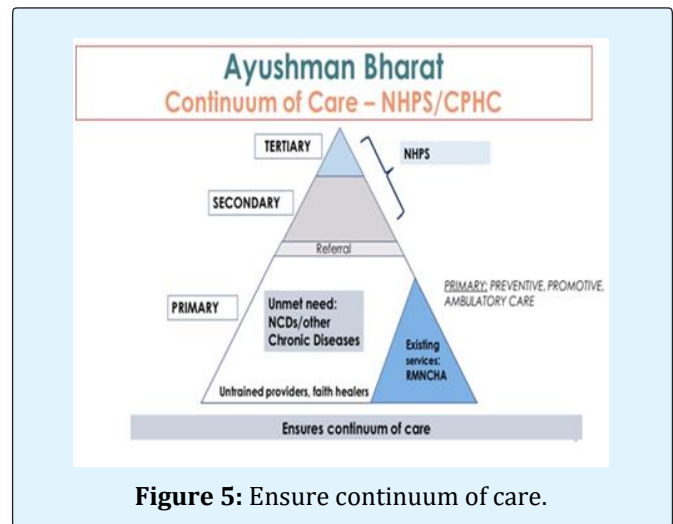 Ayushman Bharat
Continuum of Care – NHPS/CPHC
TERTIARY
NHPS
SECONDARY
Referral
PRIMARY: PREVENTIVE, PROMOTIVE,
AMBULATORY CARE
PRIMARY
Unmet need:
NCDs/other
Chronic Diseases
Existing
services:
RMNCHA
Untrained providers, faith healers
Ensures continuum of care
Figure 5: Ensure continuum of care.